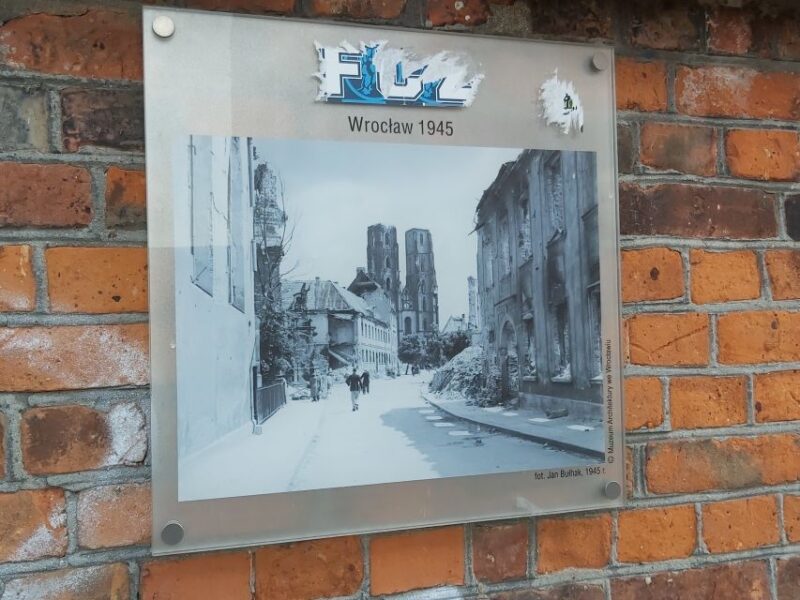 Wrocław 1945
© Muzeum Architektury we Wrocławiu
fot. Jan Bułhak, 1945 r.